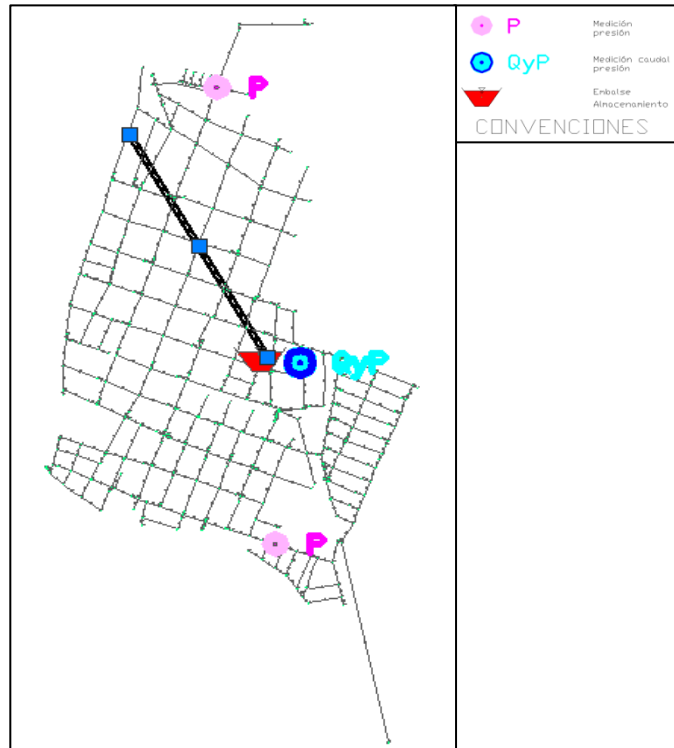 P
Medición
presión
QyP
Medición caudal
presión
Embalse
Almacenamiento
CONVENCIONES
P
QyP
P